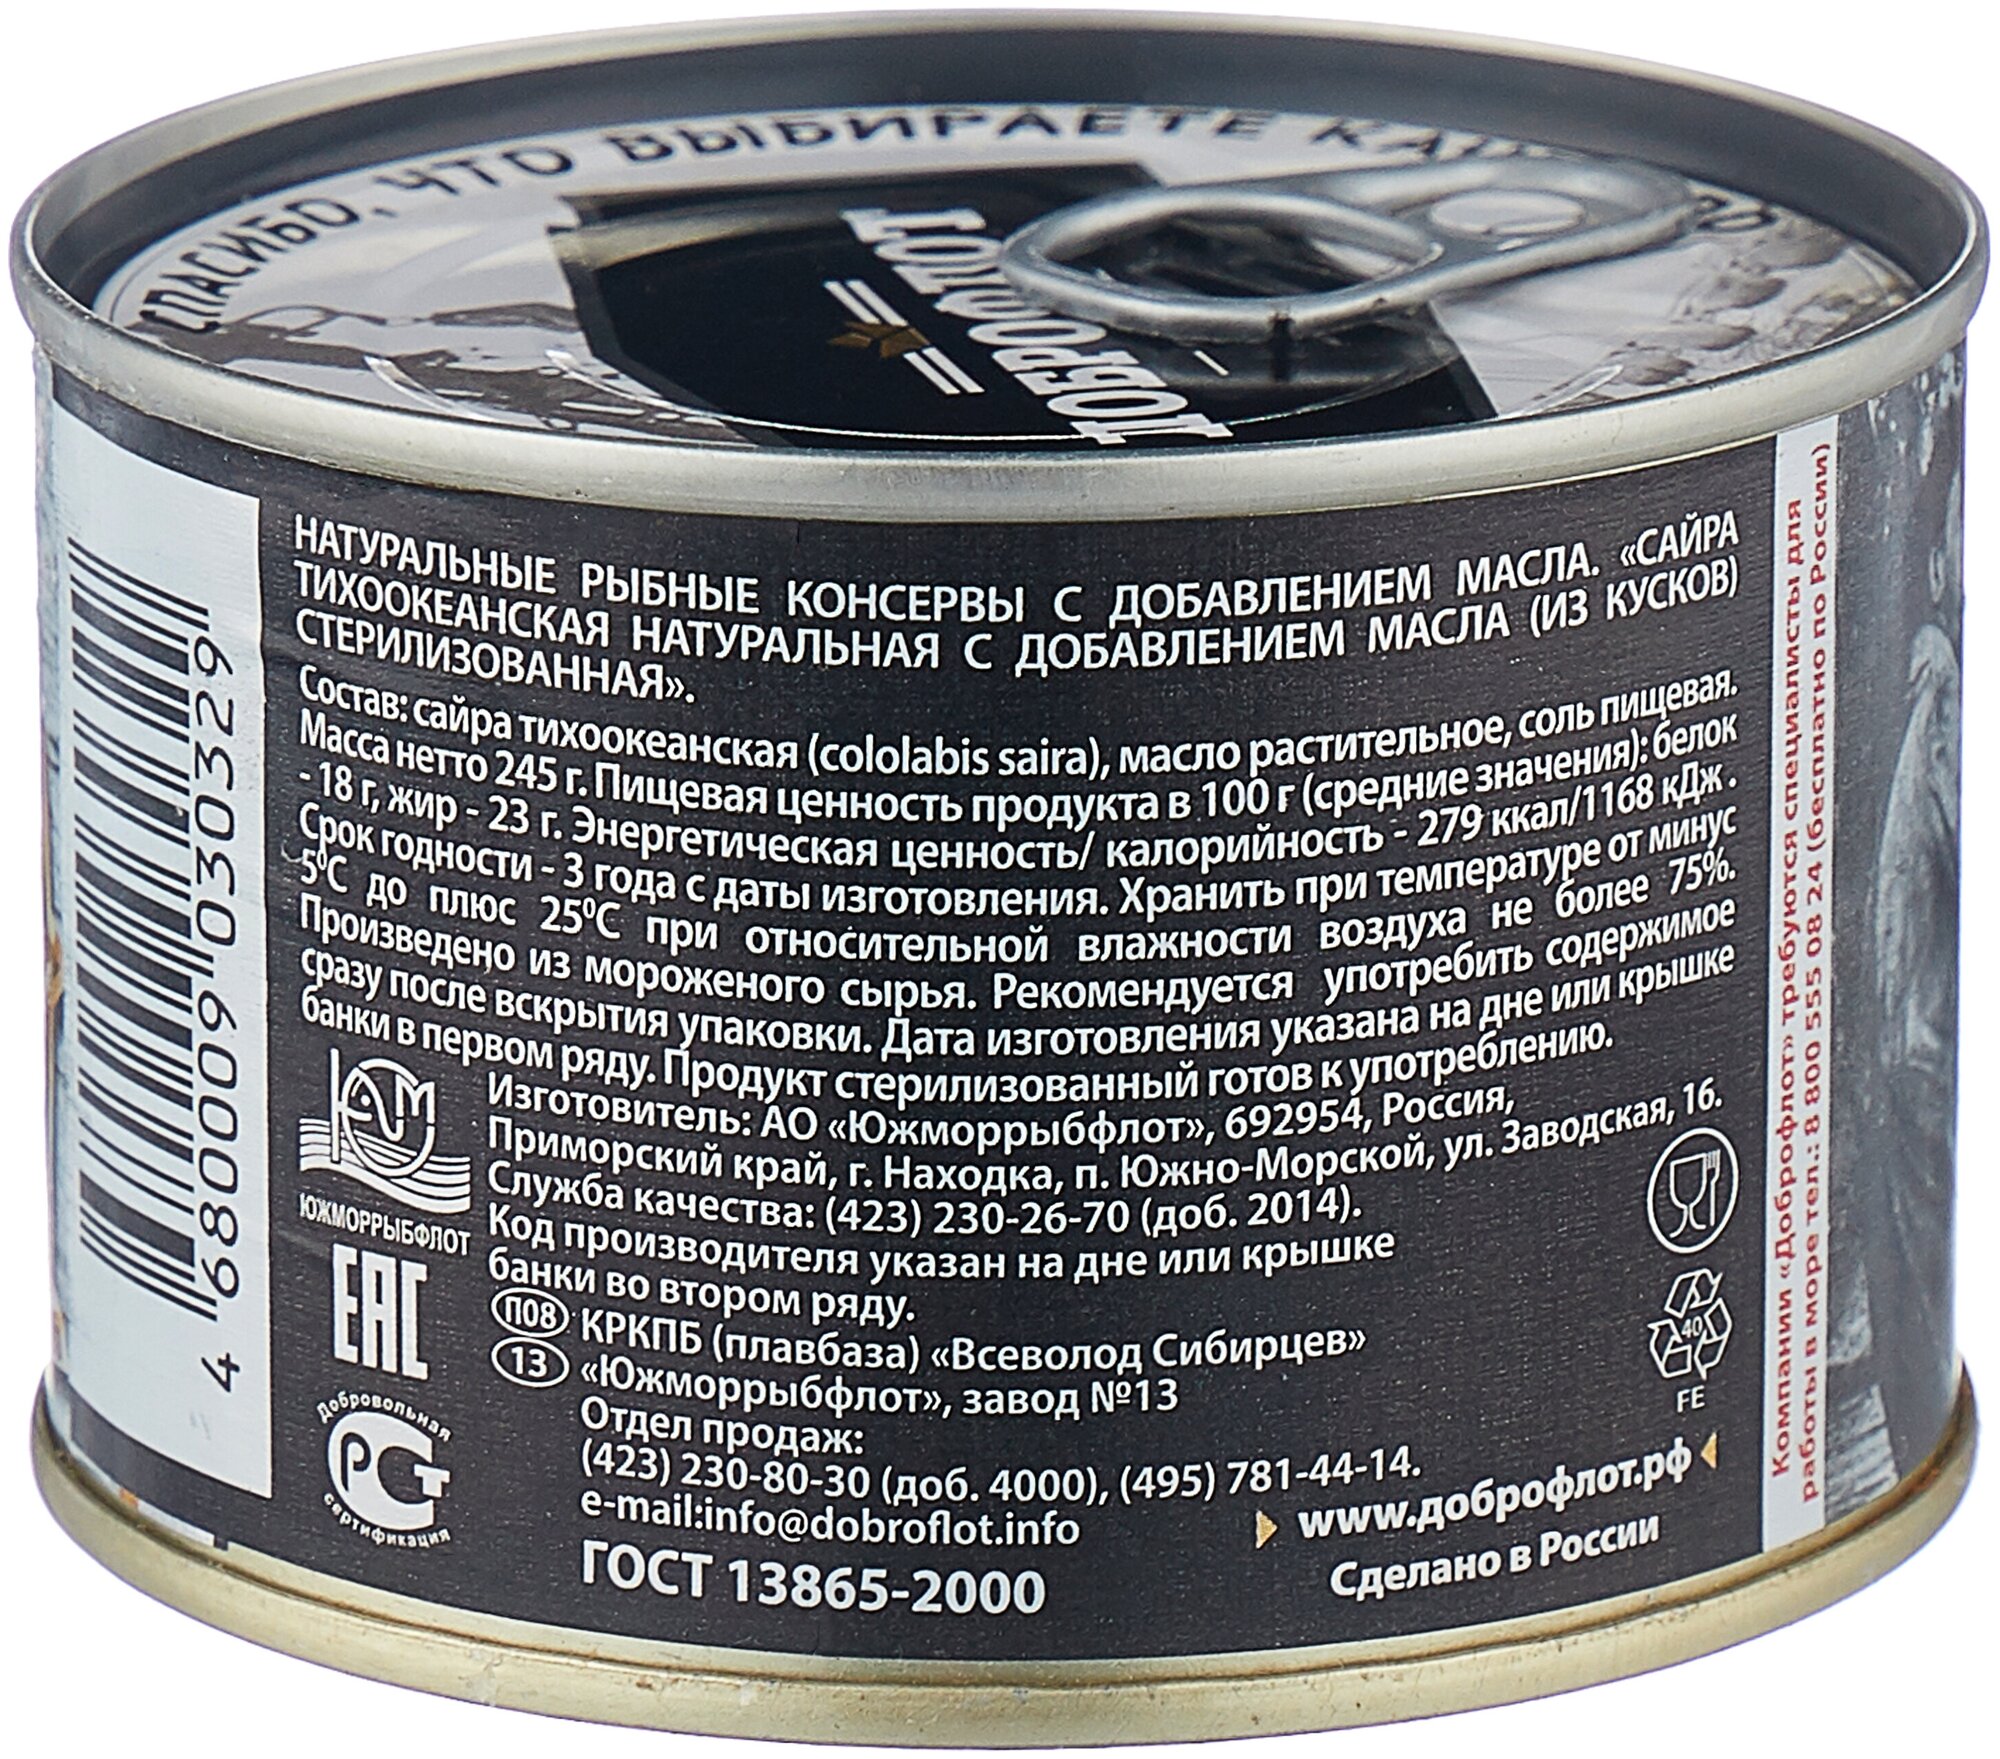 СПАСИБО, ЧТО ВЫБИРАЕТЕ
ДОБРОФЛОТ
НАТУРАЛЬНЫЕ РЫБНЫЕ КОНСЕРВЫ С ДОБАВЛЕНИЕМ МАСЛА. «САЙРА
ТИХООКЕАНСКАЯ НАТУРАЛЬНАЯ С ДОБАВЛЕНИЕМ МАСЛА (ИЗ КУСКОВ)
СТЕРИЛИЗОВАННАЯ».
Состав: сайра тихоокеанская (cololabis saira), масло растительное, соль пищевая.
Масса нетто 245 г. Пищевая ценность продукта в 100 г (средние значения): белок
- 18 г, жир - 23 г. Энергетическая ценность/ калорийность - 279 ккал/1168 кДж .
Срок годности - 3 года с даты изготовления. Хранить при температуре от минус
5⁰С до плюс 25⁰С при относительной влажности воздуха не более 75%.
Произведено из мороженого сырья. Рекомендуется употребить содержимое
сразу после вскрытия упаковки. Дата изготовления указана на дне или крышке
банки в первом ряду. Продукт стерилизованный готов к употреблению.
Изготовитель: АО «Южморрыбфлот», 692954, Россия,
Приморский край, г. Находка, п. Южно-Морской, ул. Заводская, 16.
Служба качества: (423) 230-26-70 (доб. 2014).
Код производителя указан на дне или крышке
банки во втором ряду.
П08 КРКПБ (плавбаза) «Всеволод Сибирцев»
13 «Южморрыбфлот», завод №13
Отдел продаж:
(423) 230-80-30 (доб. 4000), (495) 781-44-14.
e-mail:info@dobroflot.info
ГОСТ 13865-2000
www.доброфлот.рф
Сделано в России
ЮЖМОРРЫБФЛОТ
ЕАС
Добровольная
РСТ
сертификация
40
FE
4 680009 030329
Компании «Доброфлот» требуются специалисты для
работы в море тел.: 8 800 555 08 24 (бесплатно по России)